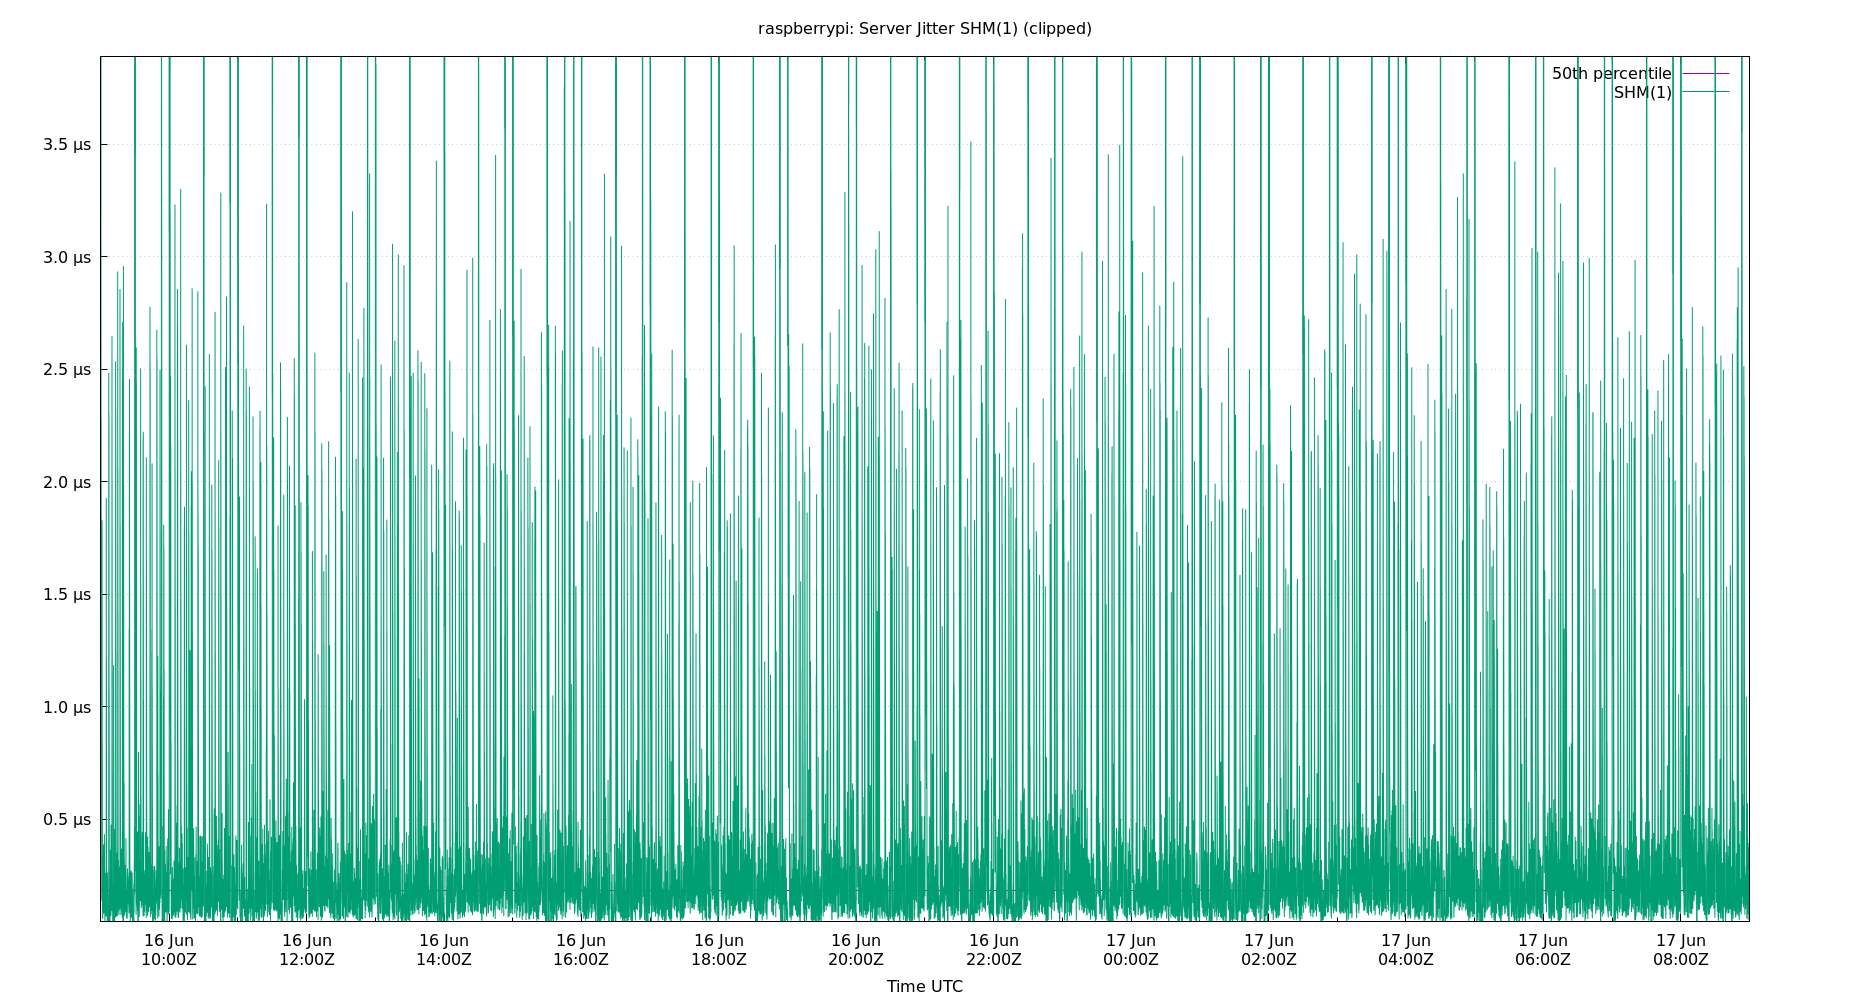 raspberrypi: Server Jitter SHM(1) (clipped)
50th percentile
SHM(1)
3.5 µs
3.0 µs
2.5 µs
2.0 µs
1.5 µs
1.0 µs
0.5 µs
16 Jun 16 Jun 16 Jun 16 Jun 16 Jun 16 Jun 16 Jun 17 Jun 17 Jun 17 Jun 17 Jun 17 Jun
10:00Z 12:00Z 14:00Z 16:00Z 18:00Z 20:00Z 22:00Z 00:00Z 02:00Z 04:00Z 06:00Z 08:00Z
Time UTC